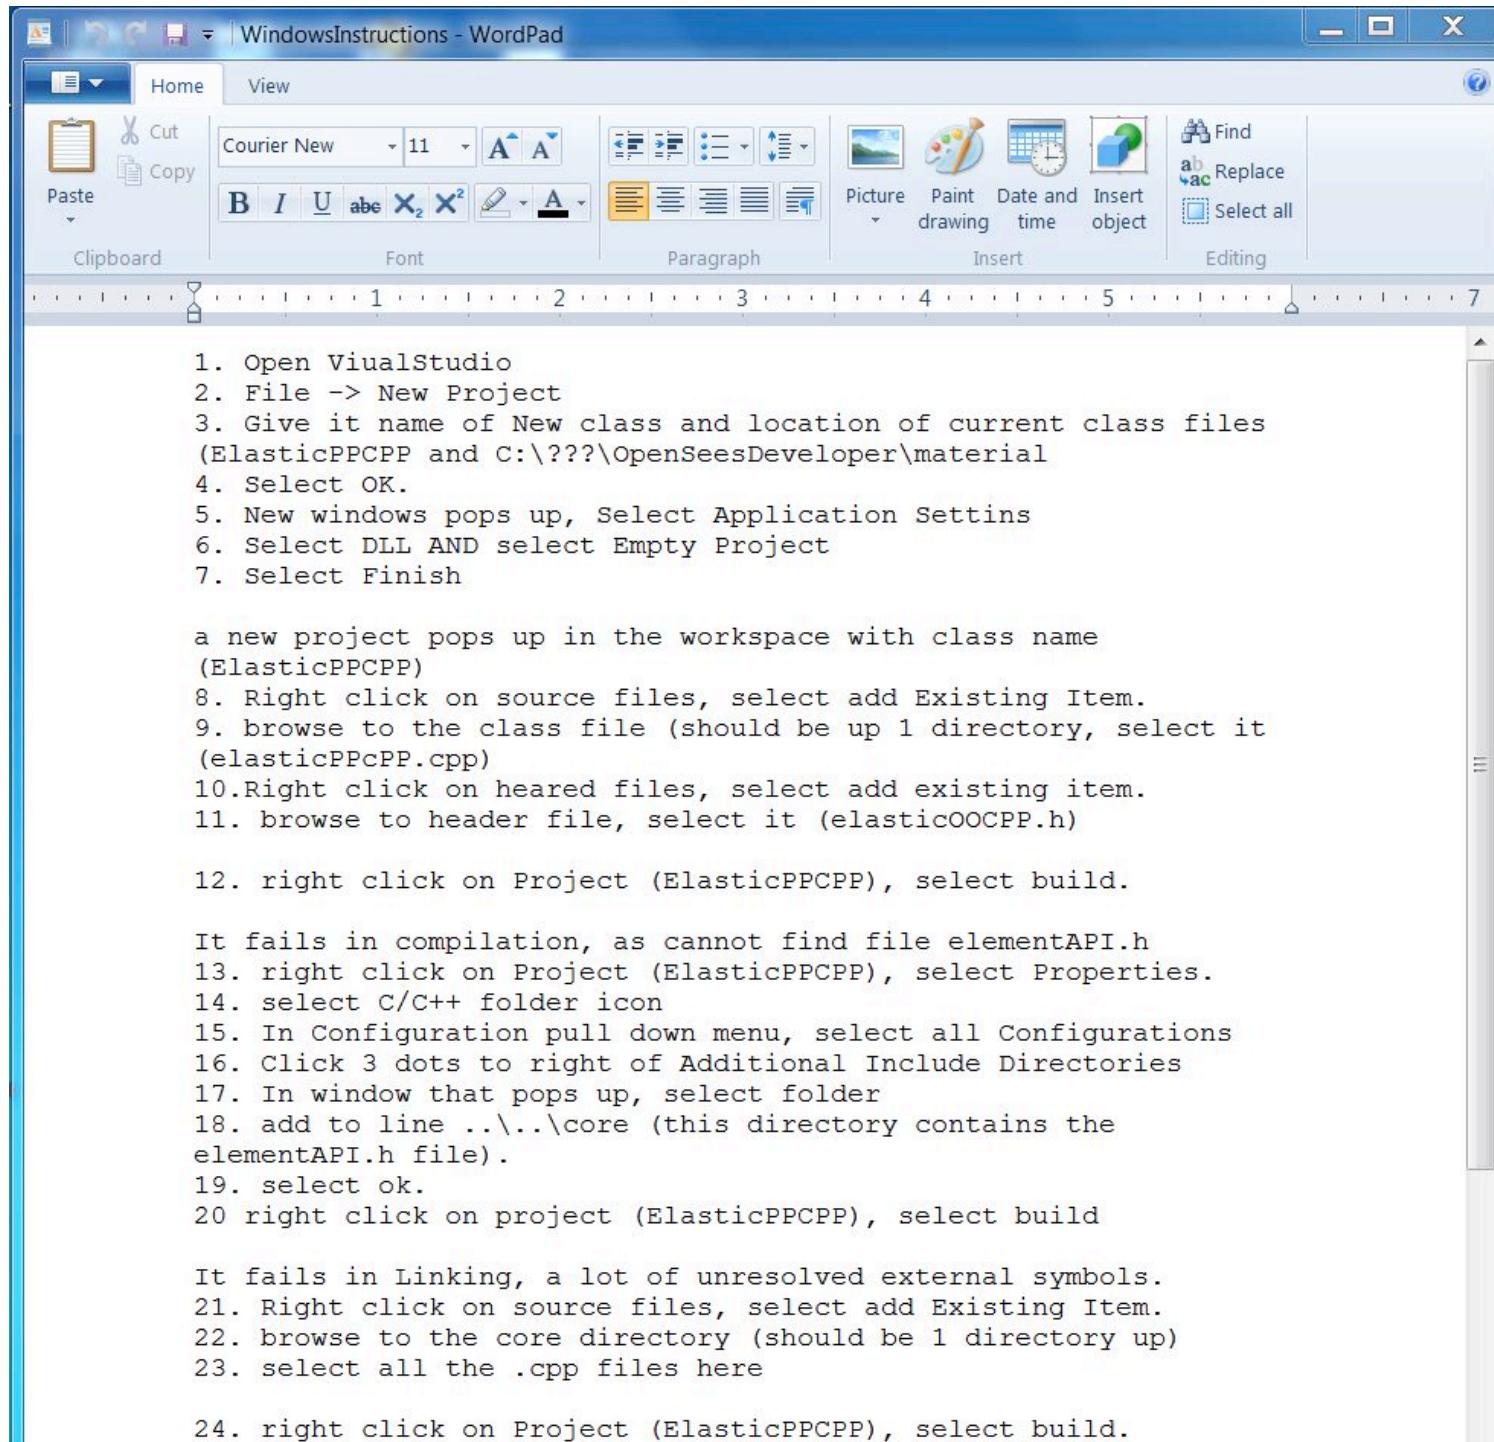 WindowsInstructions - WordPad
Home View
Cut
Copy
Paste
Clipboard
Courier New 11 A A
B I U abe X2 X2 A
Font
Paragraph
Picture
Paint drawing
Date and time
Insert object
Insert
Find
ab ac Replace
Select all
Editing
1 2 3 4 5 7
1. Open ViualStudio
2. File -> New Project
3. Give it name of New class and location of current class files
(ElasticPPCPP and C:\???\OpenSeesDeveloper\material
4. Select OK.
5. New windows pops up, Select Application Settins
6. Select DLL AND select Empty Project
7. Select Finish
a new project pops up in the workspace with class name
(ElasticPPCPP)
8. Right click on source files, select add Existing Item.
9. browse to the class file (should be up 1 directory, select it
(elasticPPcPP.cpp)
10.Right click on heared files, select add existing item.
11. browse to header file, select it (elasticOOCPP.h)
12. right click on Project (ElasticPPCPP), select build.
It fails in compilation, as cannot find file elementAPI.h
13. right click on Project (ElasticPPCPP), select Properties.
14. select C/C++ folder icon
15. In Configuration pull down menu, select all Configurations
16. Click 3 dots to right of Additional Include Directories
17. In window that pops up, select folder
18. add to line ..\..\core (this directory contains the
elementAPI.h file).
19. select ok.
20 right click on project (ElasticPPCPP), select build
It fails in Linking, a lot of unresolved external symbols.
21. Right click on source files, select add Existing Item.
22. browse to the core directory (should be 1 directory up)
23. select all the .cpp files here
24. right click on Project (ElasticPPCPP), select build.